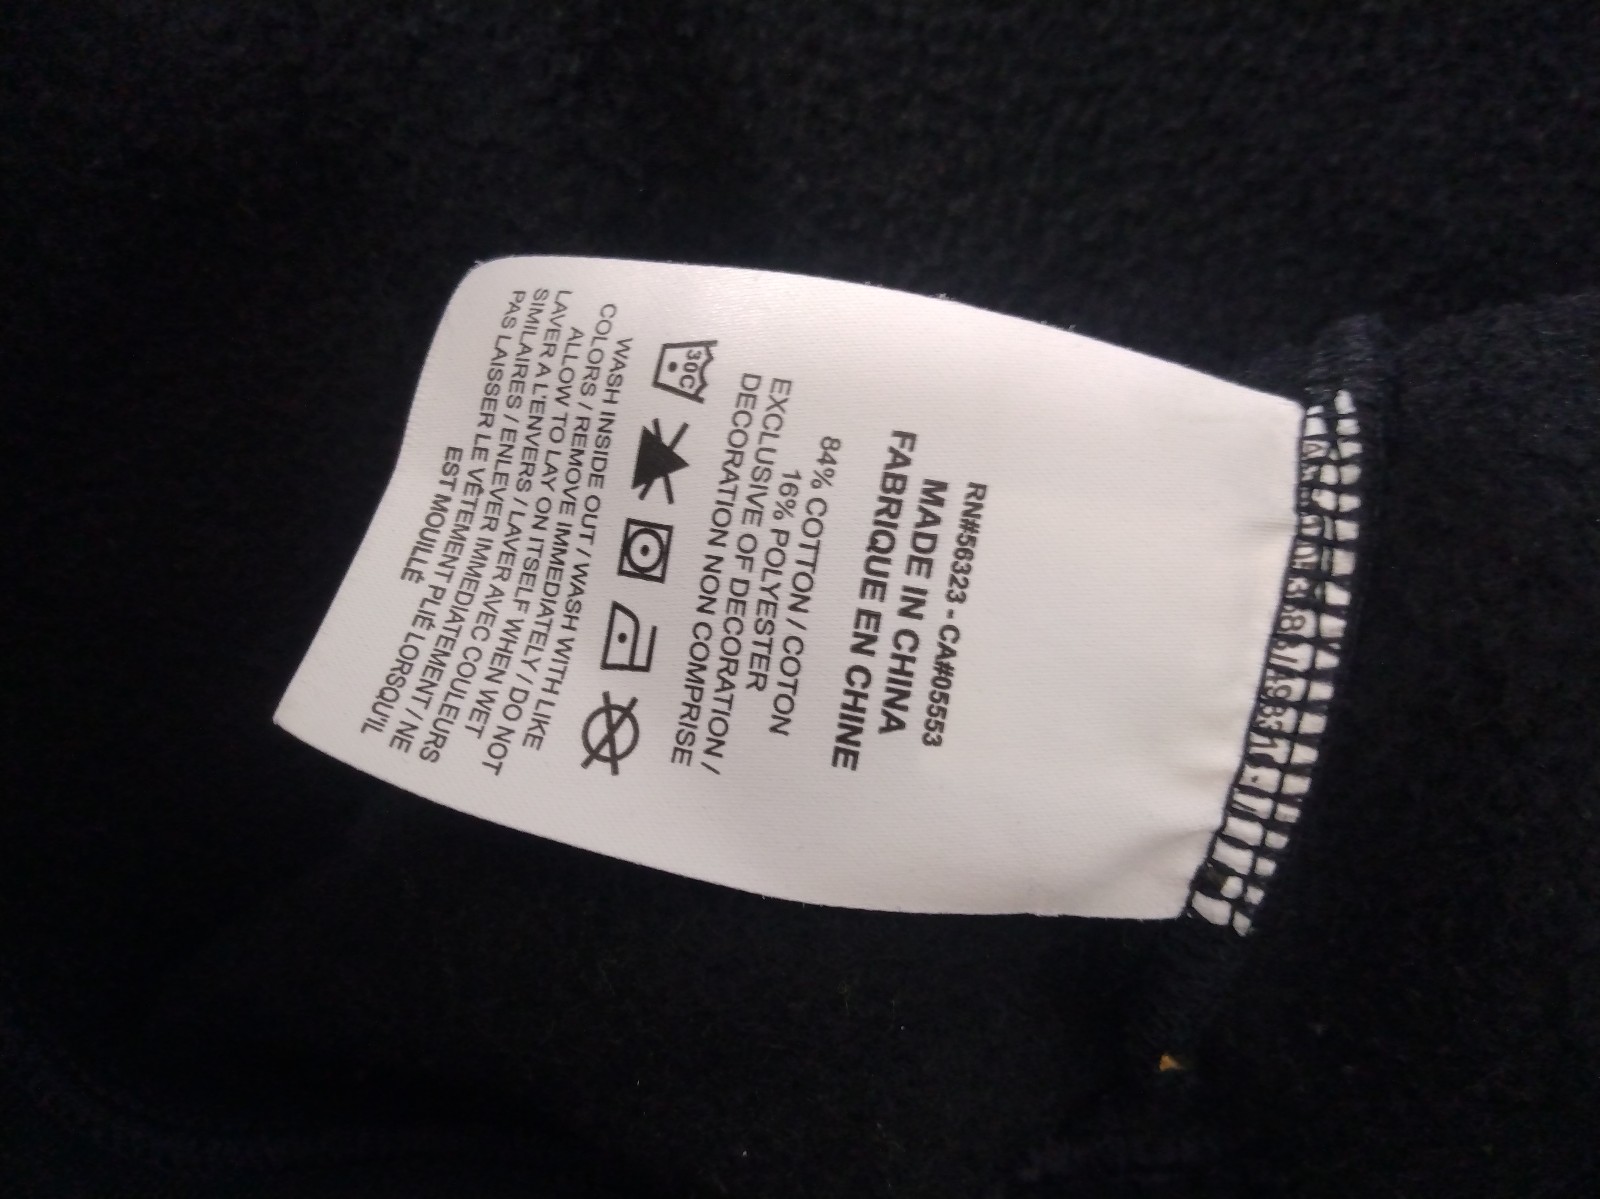 RN#56323 - CA#05553
MADE IN CHINA
FABRIQUE EN CHINE
84% COTTON / COTON
16% POLYESTER
EXCLUSIVE OF DECORATION /
DECORATION NON COMPRISE
30C
WASH INSIDE OUT / WASH WITH LIKE
COLORS / REMOVE IMMEDIATELY / DO NOT
ALLOW TO LAY ON ITSELF WHEN WET
LAVER A L'ENVERS / LAVER AVEC COULEURS
SIMILAIRES / ENLEVER IMMEDIATEMENT / NE
PAS LAISSER LE VÊTEMENT PLIÉ LORSQU'IL
EST MOUILLÉ